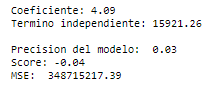 Coeficiente: 4.09
Termino independiente: 15921.26
Precision del modelo:  0.03
Score: -0.04
MSE:  348715217.39